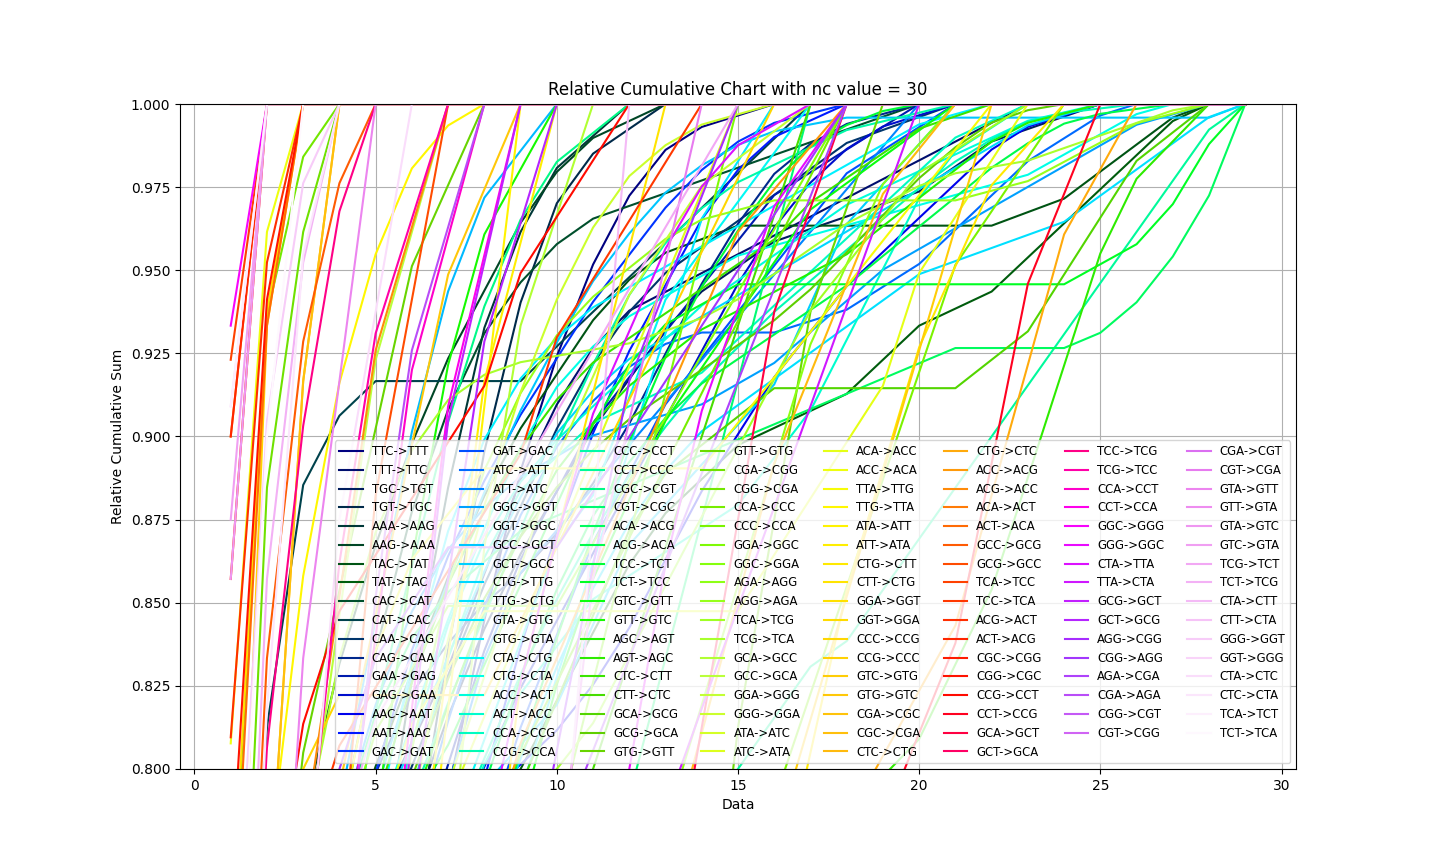 Relative Cumulative Chart with nc value = 30
1.000
0.975
0.950
0.925
0.900
0.875
0.850
0.825
0.800
Relative Cumulative Sum
TTC->TTT
TTT->TTC
TGC->TGT
TGT->TGC
AAA->AAG
AAG->AAA
TAC->TAT
TAT->TAC
CAC->CAT
CAT->CAC
CAA->CAG
CAG->CAA
GAA->GAG
GAG->GAA
AAC->AAT
AAT->AAC
GAC->GAT
GAT->GAC
ATC->ATT
ATT->ATC
GGC->GGT
GGT->GGC
GCC->GCT
GCT->GCC
CTG->TTG
TTG->CTG
GTA->GTG
GTG->GTA
CTA->CTG
CTG->CTA
ACC->ACT
ACT->ACC
CCA->CCG
CCG->CCA
CCC->CCT
CCT->CCC
CGC->CGT
CGT->CGC
ACA->ACG
ACG->ACA
TCC->TCT
TCT->TCC
GTC->GTT
GTT->GTC
AGC->AGT
AGT->AGC
CTC->CTT
CTT->CTC
GCA->GCG
GCG->GCA
GTG->GTT
GTT->GTG
CGA->CGG
CGG->CGA
CCA->CCC
CCC->CCA
GGA->GGC
GGC->GGA
AGA->AGG
AGG->AGA
TCA->TCG
TCG->TCA
GCA->GCC
GCC->GCA
GGA->GGG
GGG->GGA
ATA->ATC
ATC->ATA
ACA->ACC
ACC->ACA
TTA->TTG
TTG->TTA
ATA->ATT
ATT->ATA
CTG->CTT
CTT->CTG
GGA->GGT
GGT->GGA
CCC->CCG
CCG->CCC
GTC->GTG
GTG->GTC
CGA->CGC
CGC->CGA
CTC->CTG
CTG->CTC
ACC->ACG
ACG->ACC
ACA->ACT
ACT->ACA
GCC->GCG
GCG->GCC
TCA->TCC
TCC->TCA
ACG->ACT
ACT->ACG
CGC->CGG
CGG->CGC
CCG->CCT
CCT->CCG
GCA->GCT
GCT->GCA
TCC->TCG
TCG->TCC
CCA->CCT
CCT->CCA
GGC->GGG
GGG->GGC
CTA->TTA
TTA->CTA
GCG->GCT
GCT->GCG
AGG->CGG
CGG->AGG
AGA->CGA
CGA->AGA
CGG->CGT
CGT->CGG
CGA->CGT
CGT->CGA
GTA->GTT
GTT->GTA
GTA->GTC
GTC->GTA
TCG->TCT
TCT->TCG
CTA->CTT
CTT->CTA
GGG->GGT
GGT->GGG
CTA->CTC
CTC->CTA
TCA->TCT
TCT->TCA
0
5
10
15
20
25
30
Data